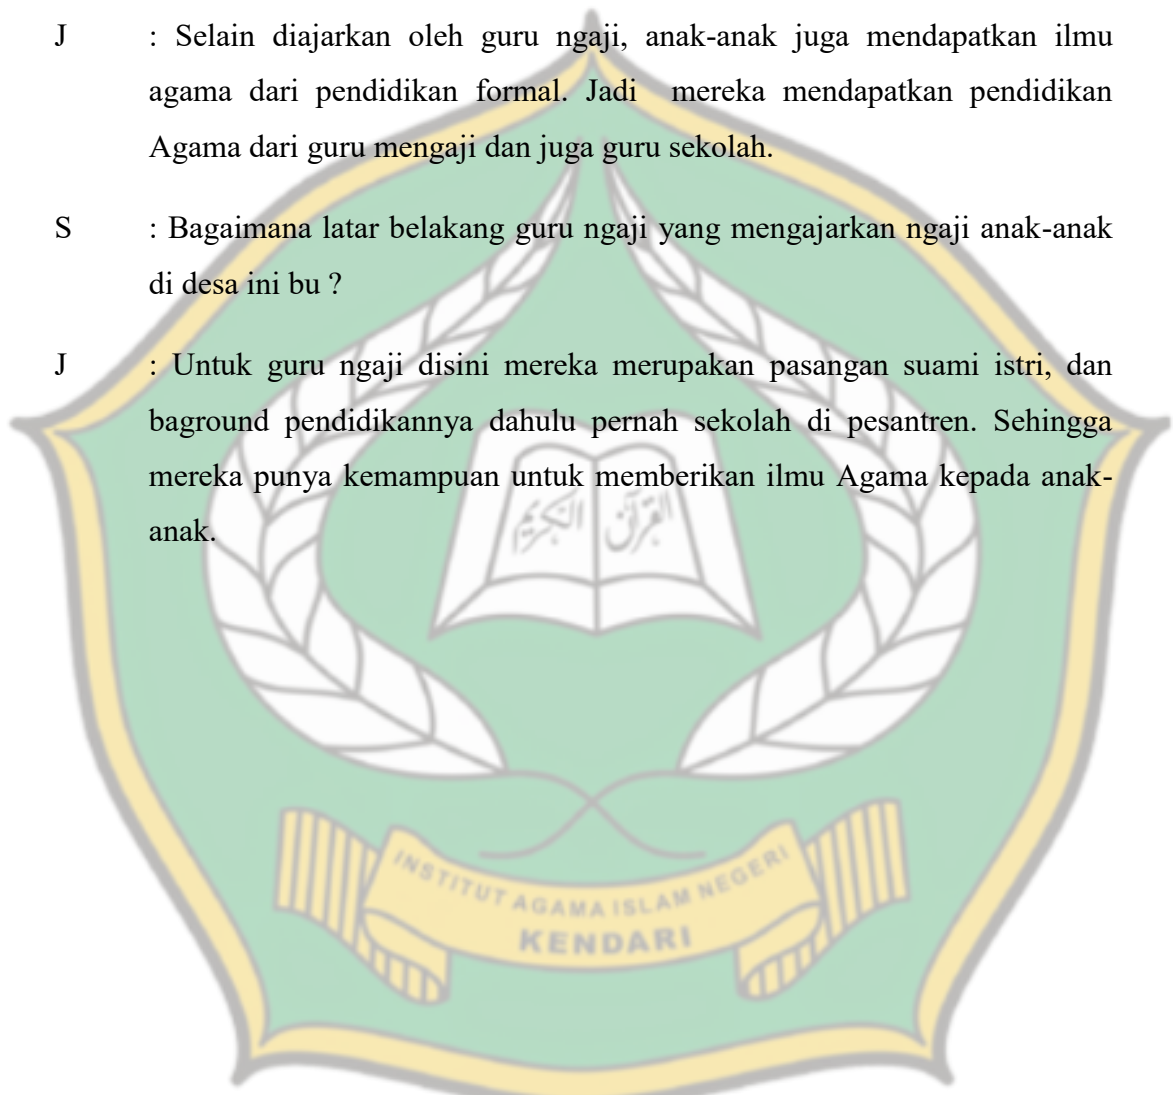 J : Selain diajarkan oleh guru ngaji, anak-anak juga mendapatkan ilmu
agama dari pendidikan formal. Jadi mereka mendapatkan pendidikan
Agama dari guru mengaji dan juga guru sekolah.
S : Bagaimana latar belakang guru ngaji yang mengajarkan ngaji anak-anak
di desa ini bu ?
J : Untuk guru ngaji disini mereka merupakan pasangan suami istri, dan
baground pendidikannya dahulu pernah sekolah di pesantren. Sehingga
mereka punya kemampuan untuk memberikan ilmu Agama kepada anak-
anak.
القرآن الكريم
INSTITUT AGAMA ISLAM NEGERI
KENDARI